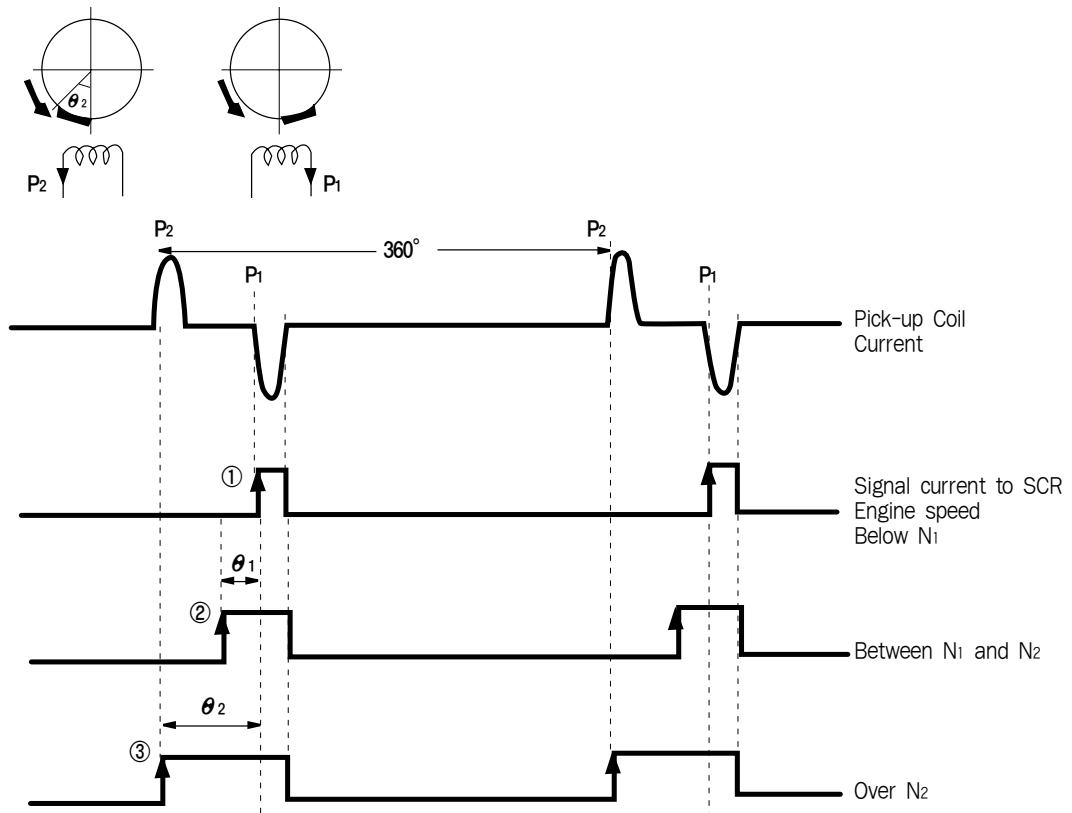 θ2
P2
P1
P2
360°
P2
P1
P1
Pick-up Coil
Current
①
Signal current to SCR
Engine speed
Below N1
θ1
②
Between N1 and N2
θ2
③
Over N2